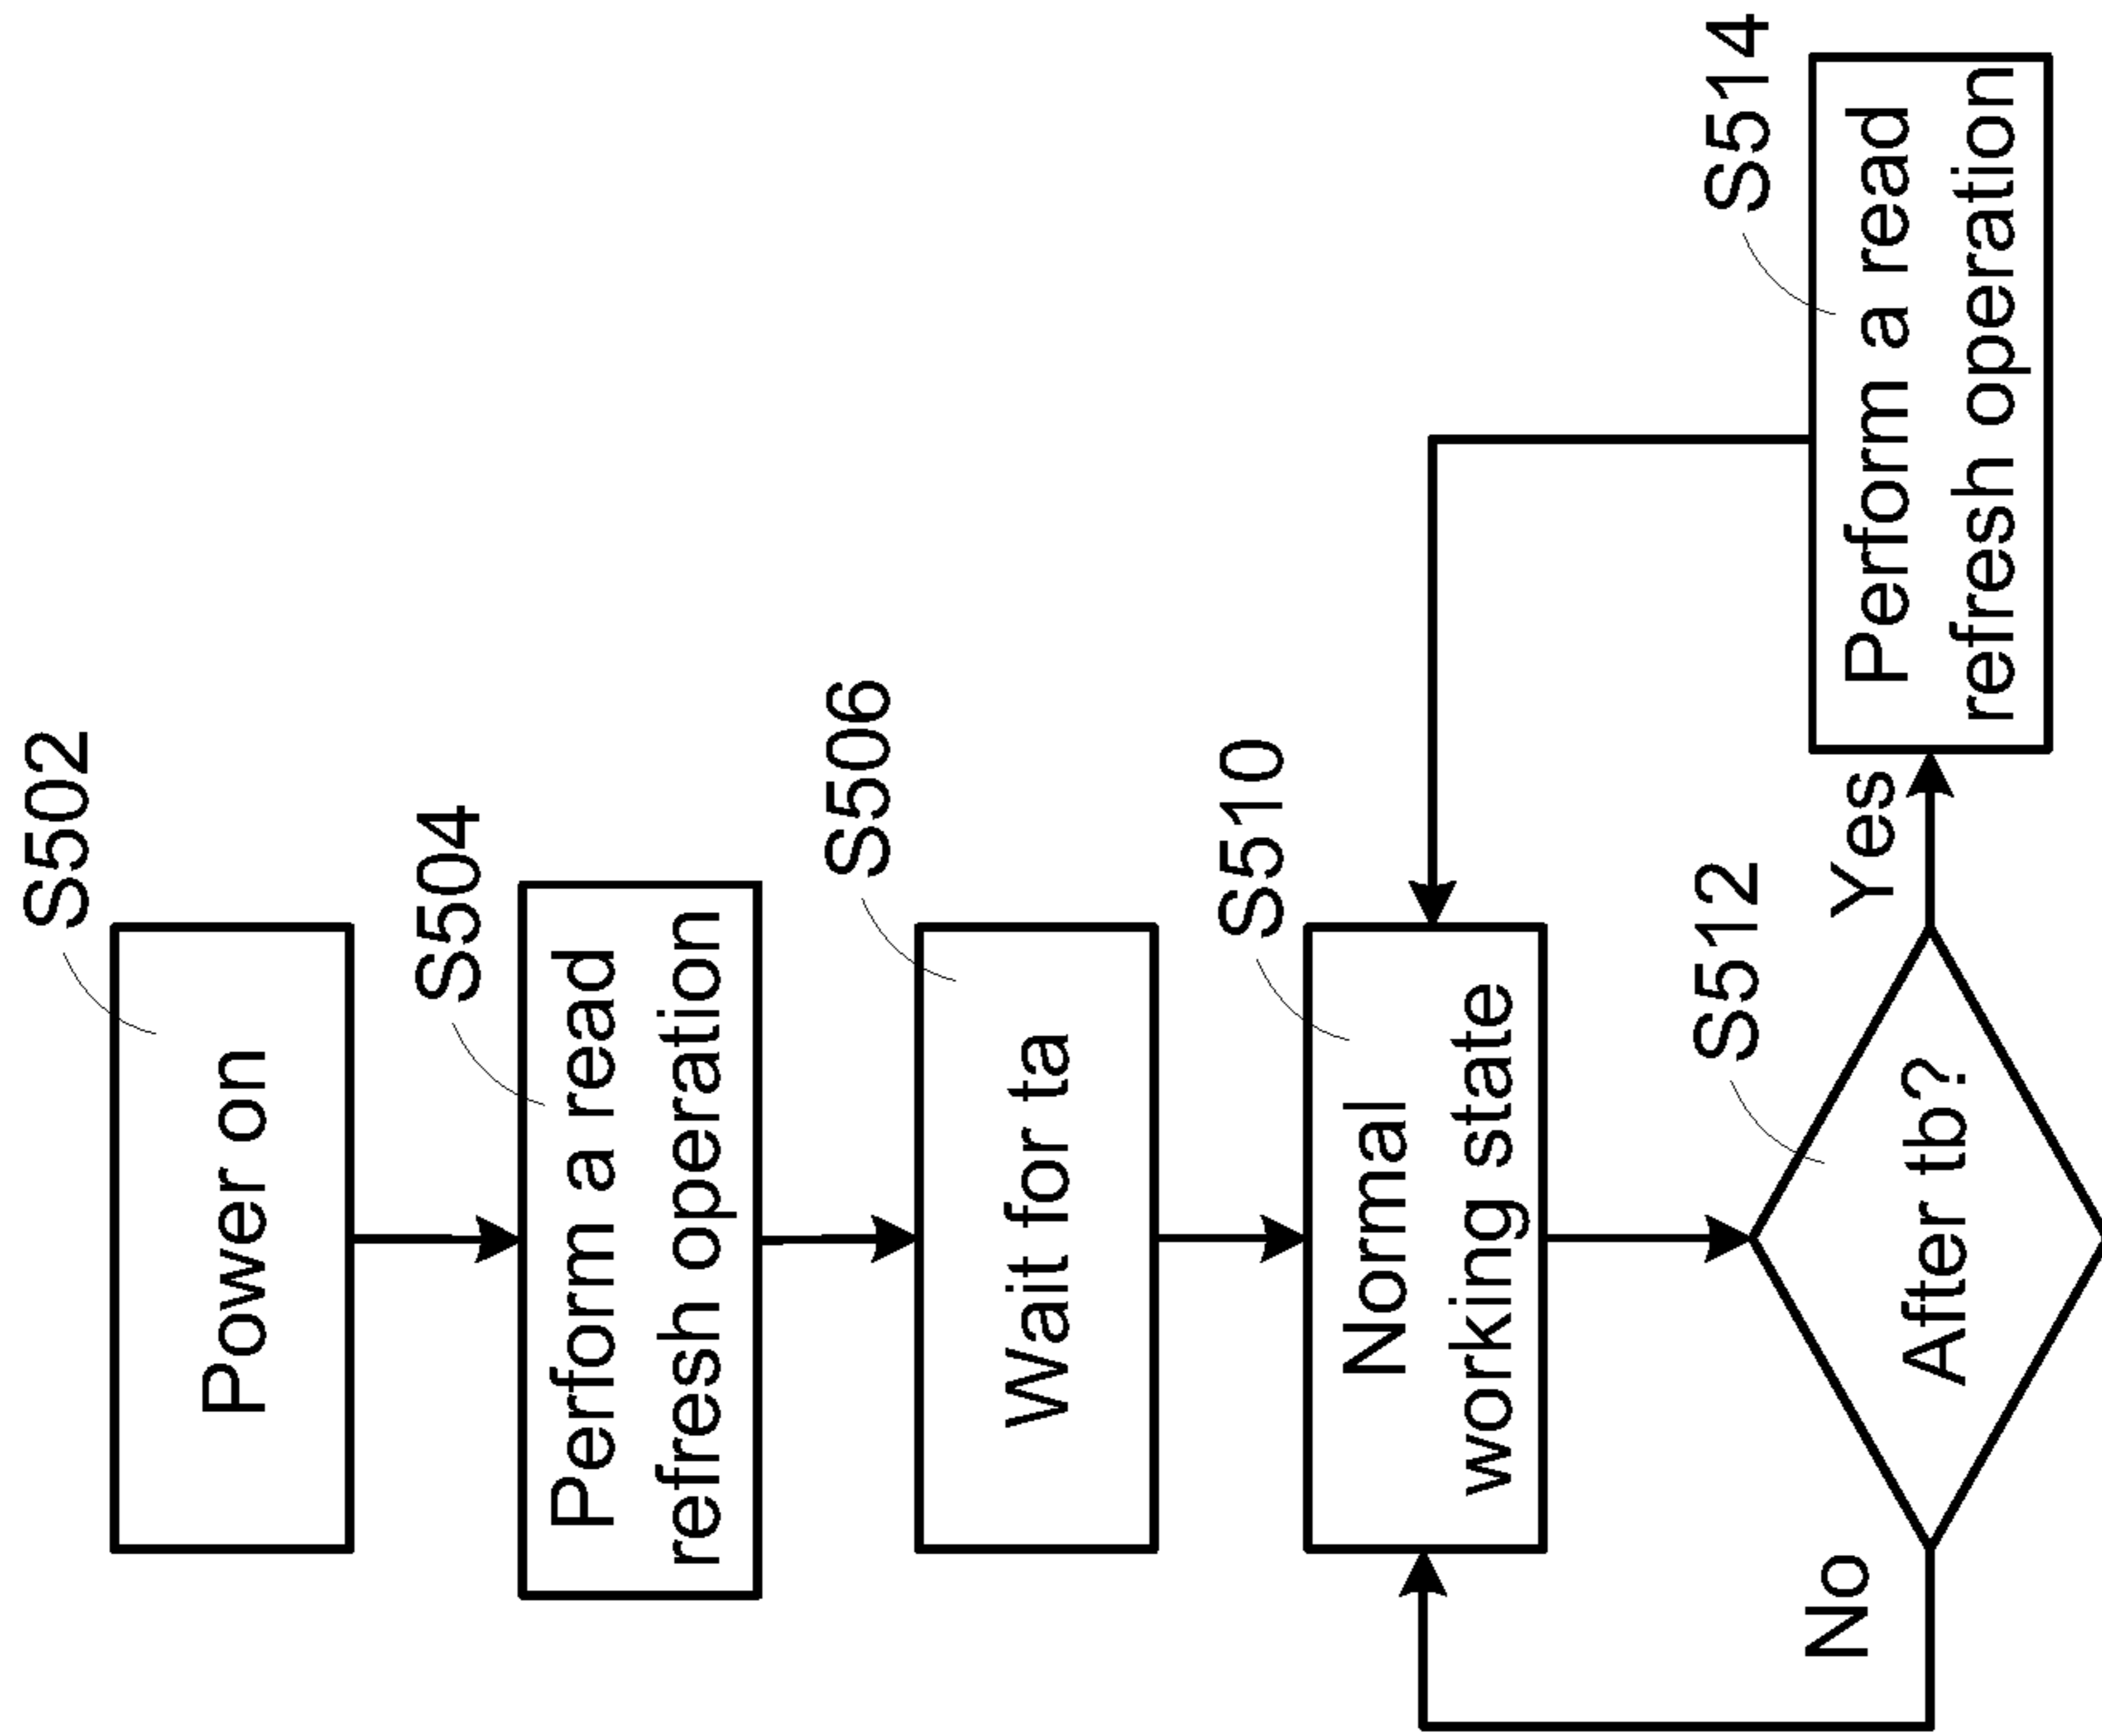 S502
Power on
S504
Perform a read
refresh operation
S506
Wait for ta
S510
Normal
working state
S512
After tb?
No
Yes
S514
Perform a read
refresh operation